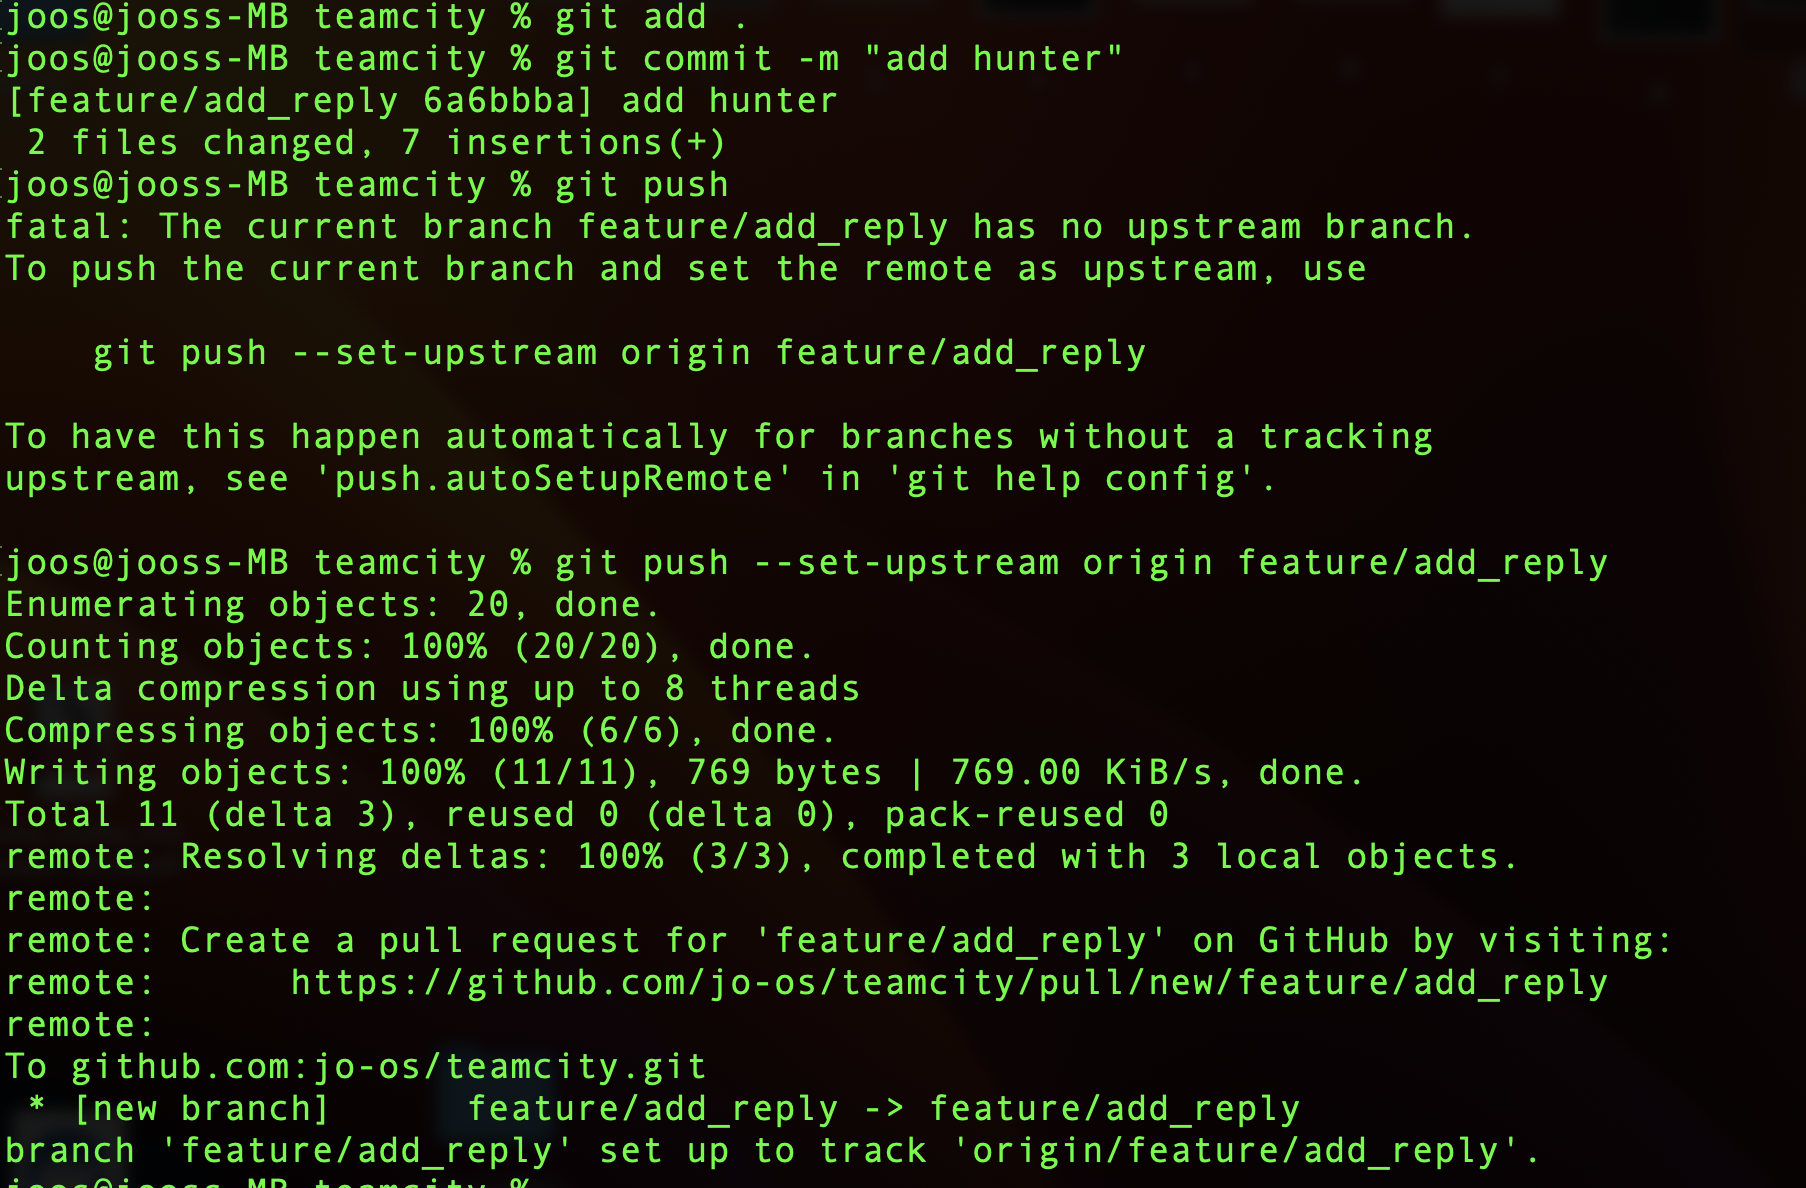 joos@jooss-MB teamcity % git add .
joos@jooss-MB teamcity % git commit -m "add hunter"
[feature/add_reply 6a6bbba] add hunter
 2 files changed, 7 insertions(+)
joos@jooss-MB teamcity % git push
fatal: The current branch feature/add_reply has no upstream branch.
To push the current branch and set the remote as upstream, use

    git push --set-upstream origin feature/add_reply

To have this happen automatically for branches without a tracking
upstream, see 'push.autoSetupRemote' in 'git help config'.

joos@jooss-MB teamcity % git push --set-upstream origin feature/add_reply
Enumerating objects: 20, done.
Counting objects: 100% (20/20), done.
Delta compression using up to 8 threads
Compressing objects: 100% (6/6), done.
Writing objects: 100% (11/11), 769 bytes | 769.00 KiB/s, done.
Total 11 (delta 3), reused 0 (delta 0), pack-reused 0
remote: Resolving deltas: 100% (3/3), completed with 3 local objects.
remote:
remote: Create a pull request for 'feature/add_reply' on GitHub by visiting:
remote:      https://github.com/jo-os/teamcity/pull/new/feature/add_reply
remote:
To github.com:jo-os/teamcity.git
 * [new branch]      feature/add_reply -> feature/add_reply
branch 'feature/add_reply' set up to track 'origin/feature/add_reply'.
joos@jooss-MB teamcity %